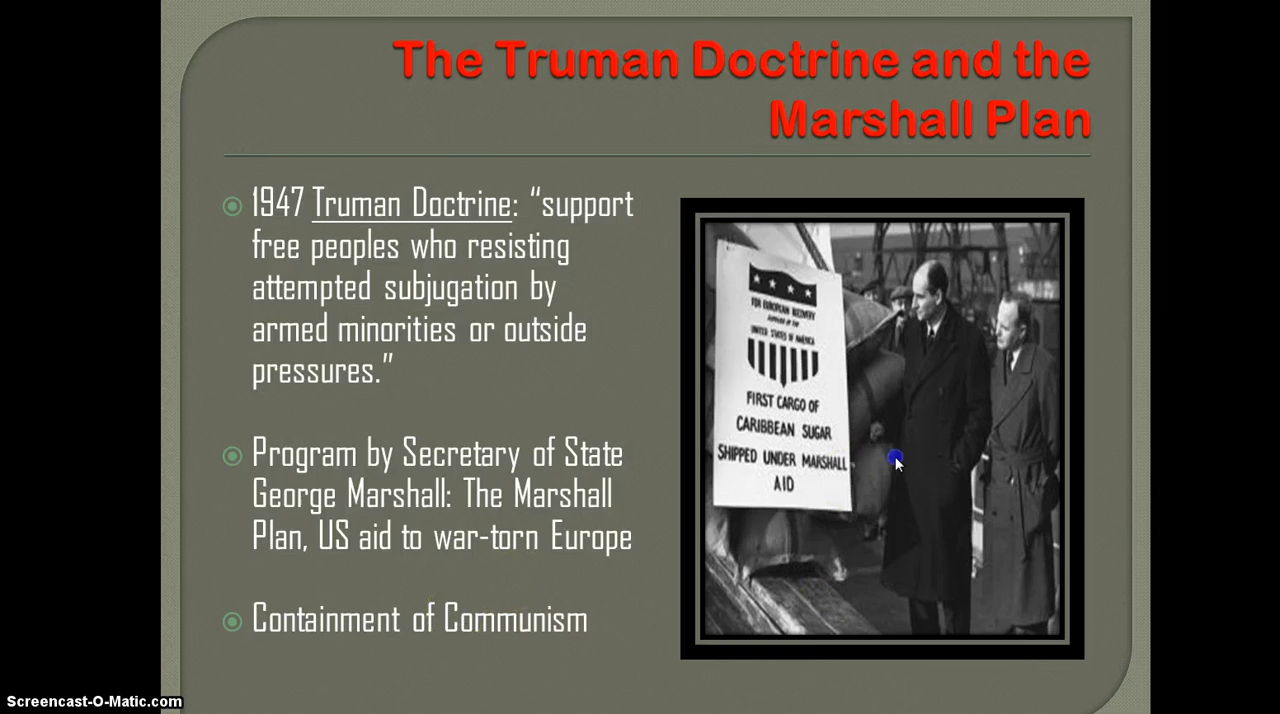 The Truman Doctrine and the
Marshall Plan
1947 Truman Doctrine: “support
free peoples who resisting
attempted subjugation by
armed minorities or outside
pressures.”
Program by Secretary of State
George Marshall: The Marshall
Plan, US aid to war-torn Europe
Containment of Communism
FOR EUROPEAN RECOVERY
SUPPLIED BY THE
UNITED STATES OF AMERICA
FIRST CARGO OF
CARIBBEAN SUGAR
SHIPPED UNDER MARSHALL
AID
Screencast-O-Matic.com